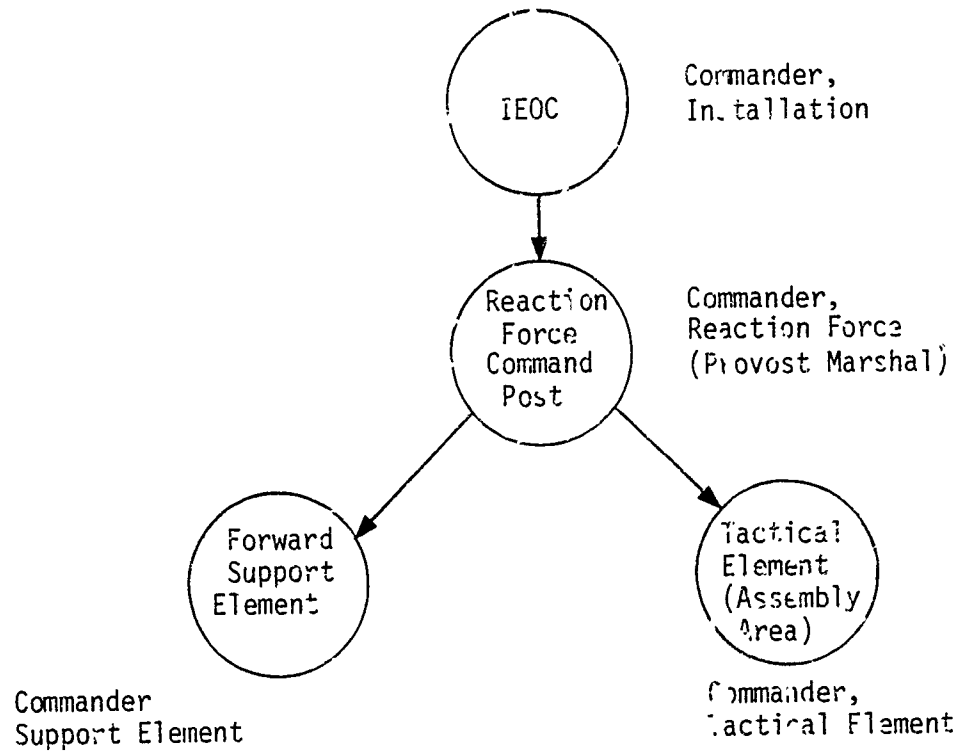 IEOC
Commander,
Installation
Reaction
Force
Command
Post
Commander,
Reaction Force
(Provost Marshal)
Forward
Support
Element
Tactical
Element
(Assembly
Area)
Commander
Support Element
Commander,
Tactical Element